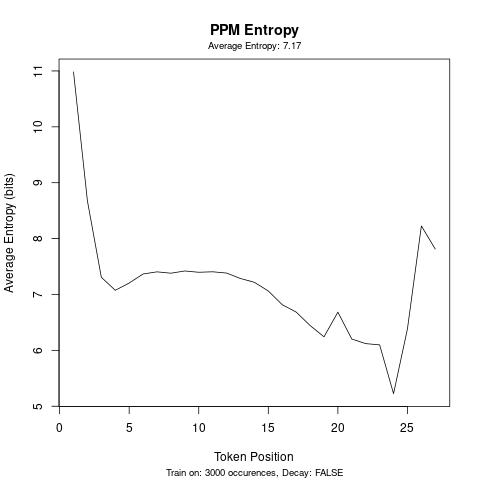 PPM Entropy
Average Entropy: 7.17
Average Entropy (bits)
11
10
9
8
7
6
5
0 5 10 15 20 25
Token Position
Train on: 3000 occurences, Decay: FALSE